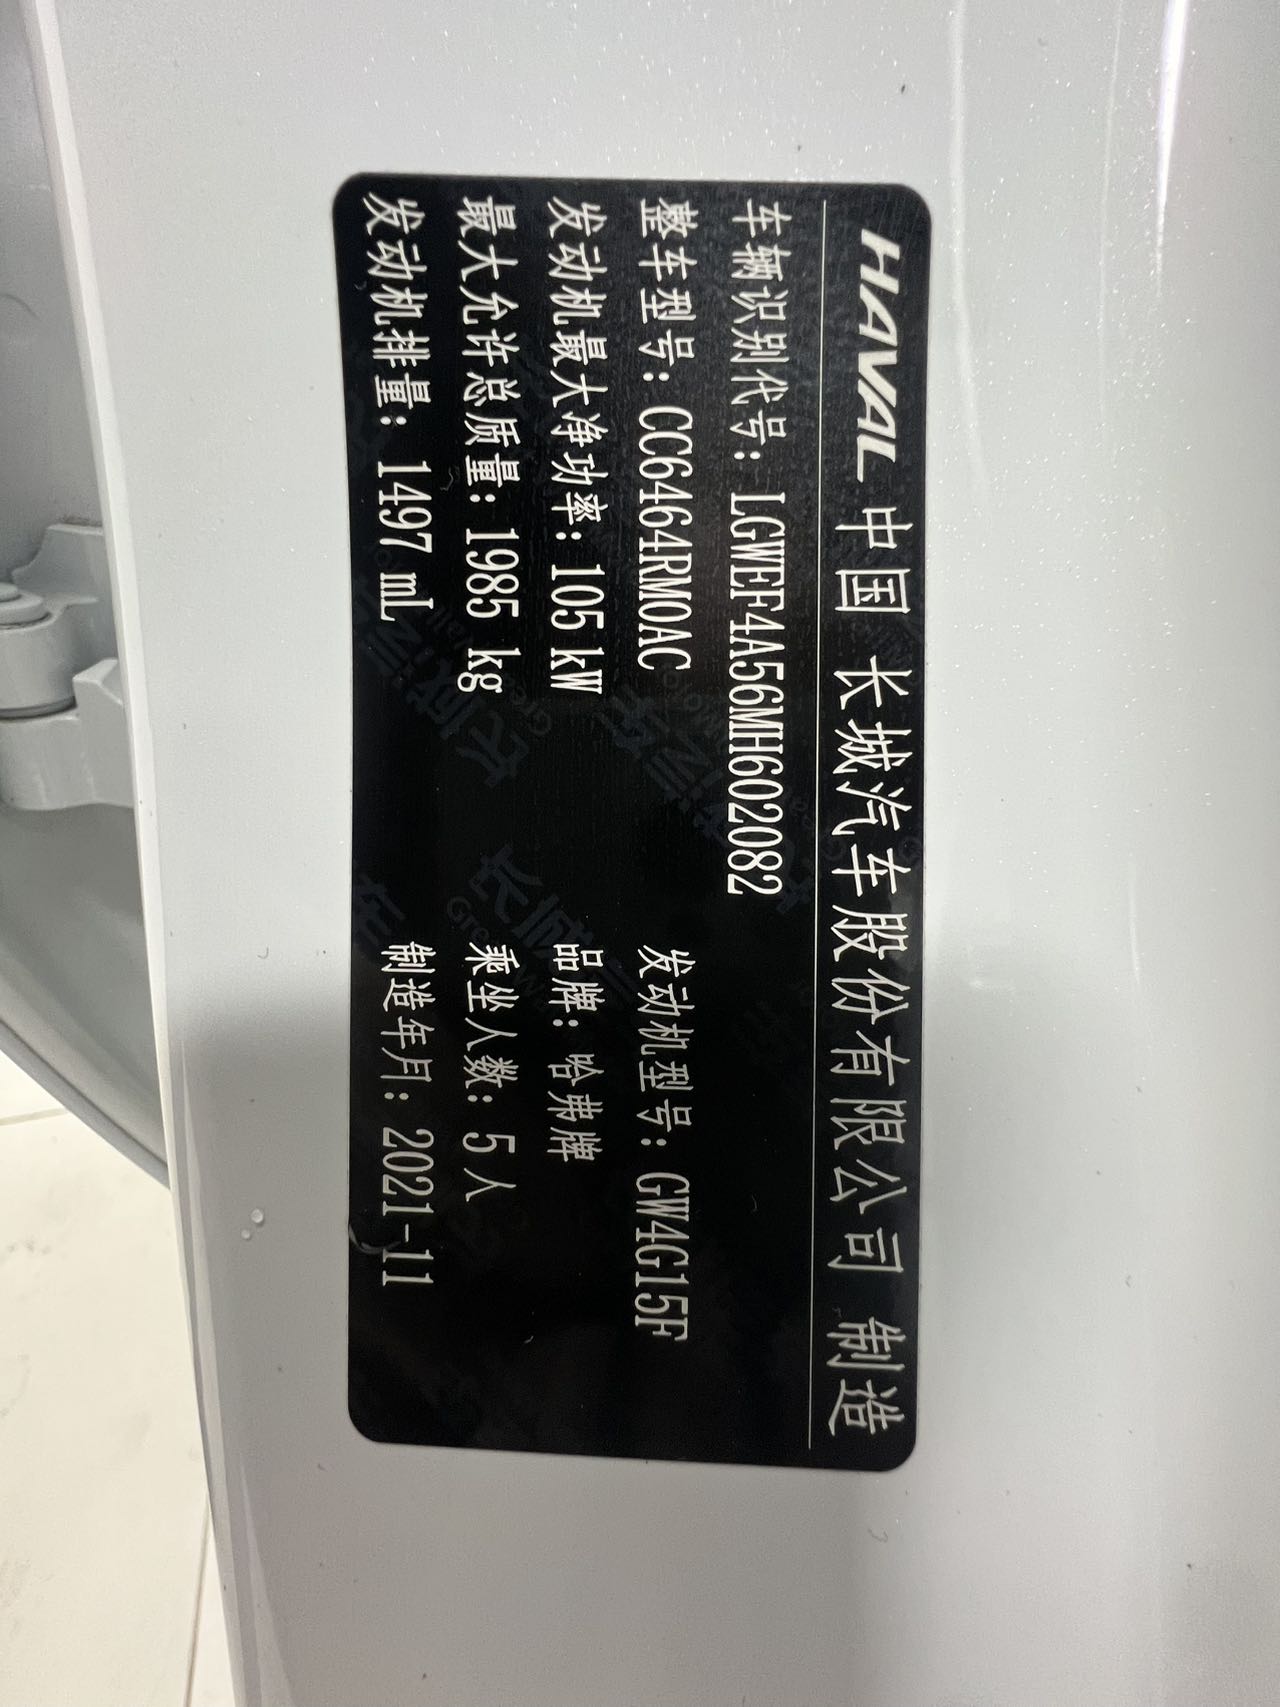 HAVAL 中国 长城汽车股份有限公司 制造
车辆识别代号：LGWEF4A56MH602082
整车型号：CC6464RM0AC 发动机型号：GW4G15F
发动机最大净功率：105 kW 品牌：哈弗牌
最大允许总质量：1985 kg 乘坐人数：5 人
发动机排量：1497 mL 制造年月：2021-11